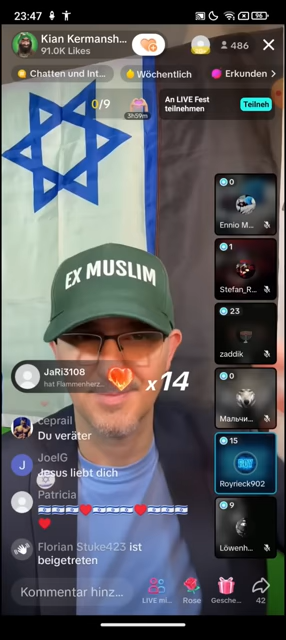 23:47
96
Kian Kermansh...
91.0K Likes
486
Chatten und Int...
Wöchentlich
Erkunden
0/9
3h59m
An LIVE Fest
teilnehmen
Teilneh
EX MUSLIM
0
Ennio M...
1
Stefan_R...
23
zaddik
0
Мальчи...
15
Royrieck902
9
Löwenh...
JaRi3108
hat Flammenherz...
x14
ceprail
Du veräter
J
JoelG
Jesus liebt dich
Patricia
Florian Stuke423 ist
beigetreten
Kommentar hinz...
LIVE mi...
Rose
Gesche...
42